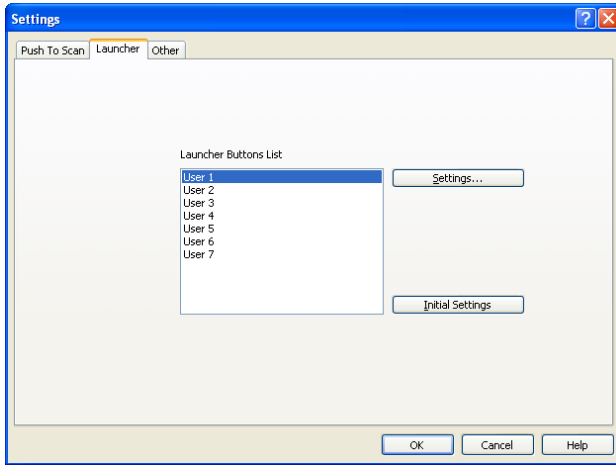 Settings
Push To Scan Launcher Other
Launcher Buttons List
User 1
User 2
User 3
User 4
User 5
User 6
User 7
Settings...
Initial Settings
OK Cancel Help